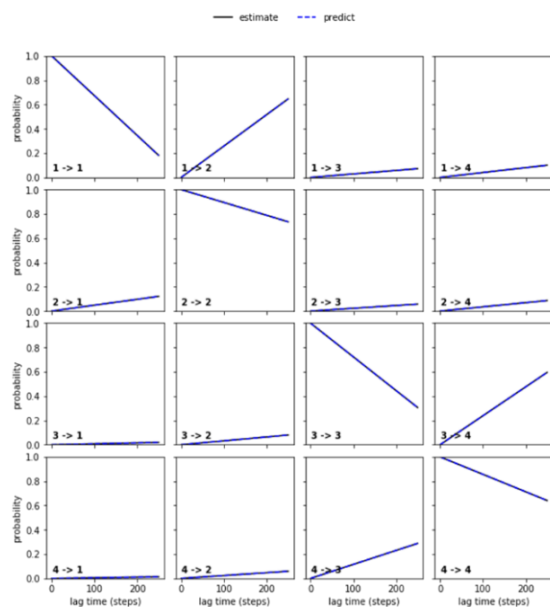 estimate predict
1.0
0.8
0.6
0.4
0.2
0.0
probability
1 -> 1
1 -> 2
1 -> 3
1 -> 4
1.0
0.8
0.6
0.4
0.2
0.0
probability
2 -> 1
2 -> 2
2 -> 3
2 -> 4
1.0
0.8
0.6
0.4
0.2
0.0
probability
3 -> 1
3 -> 2
3 -> 3
3 -> 4
1.0
0.8
0.6
0.4
0.2
0.0
probability
4 -> 1
4 -> 2
4 -> 3
4 -> 4
0 100 200
0 100 200
0 100 200
0 100 200
lag time (steps)
lag time (steps)
lag time (steps)
lag time (steps)